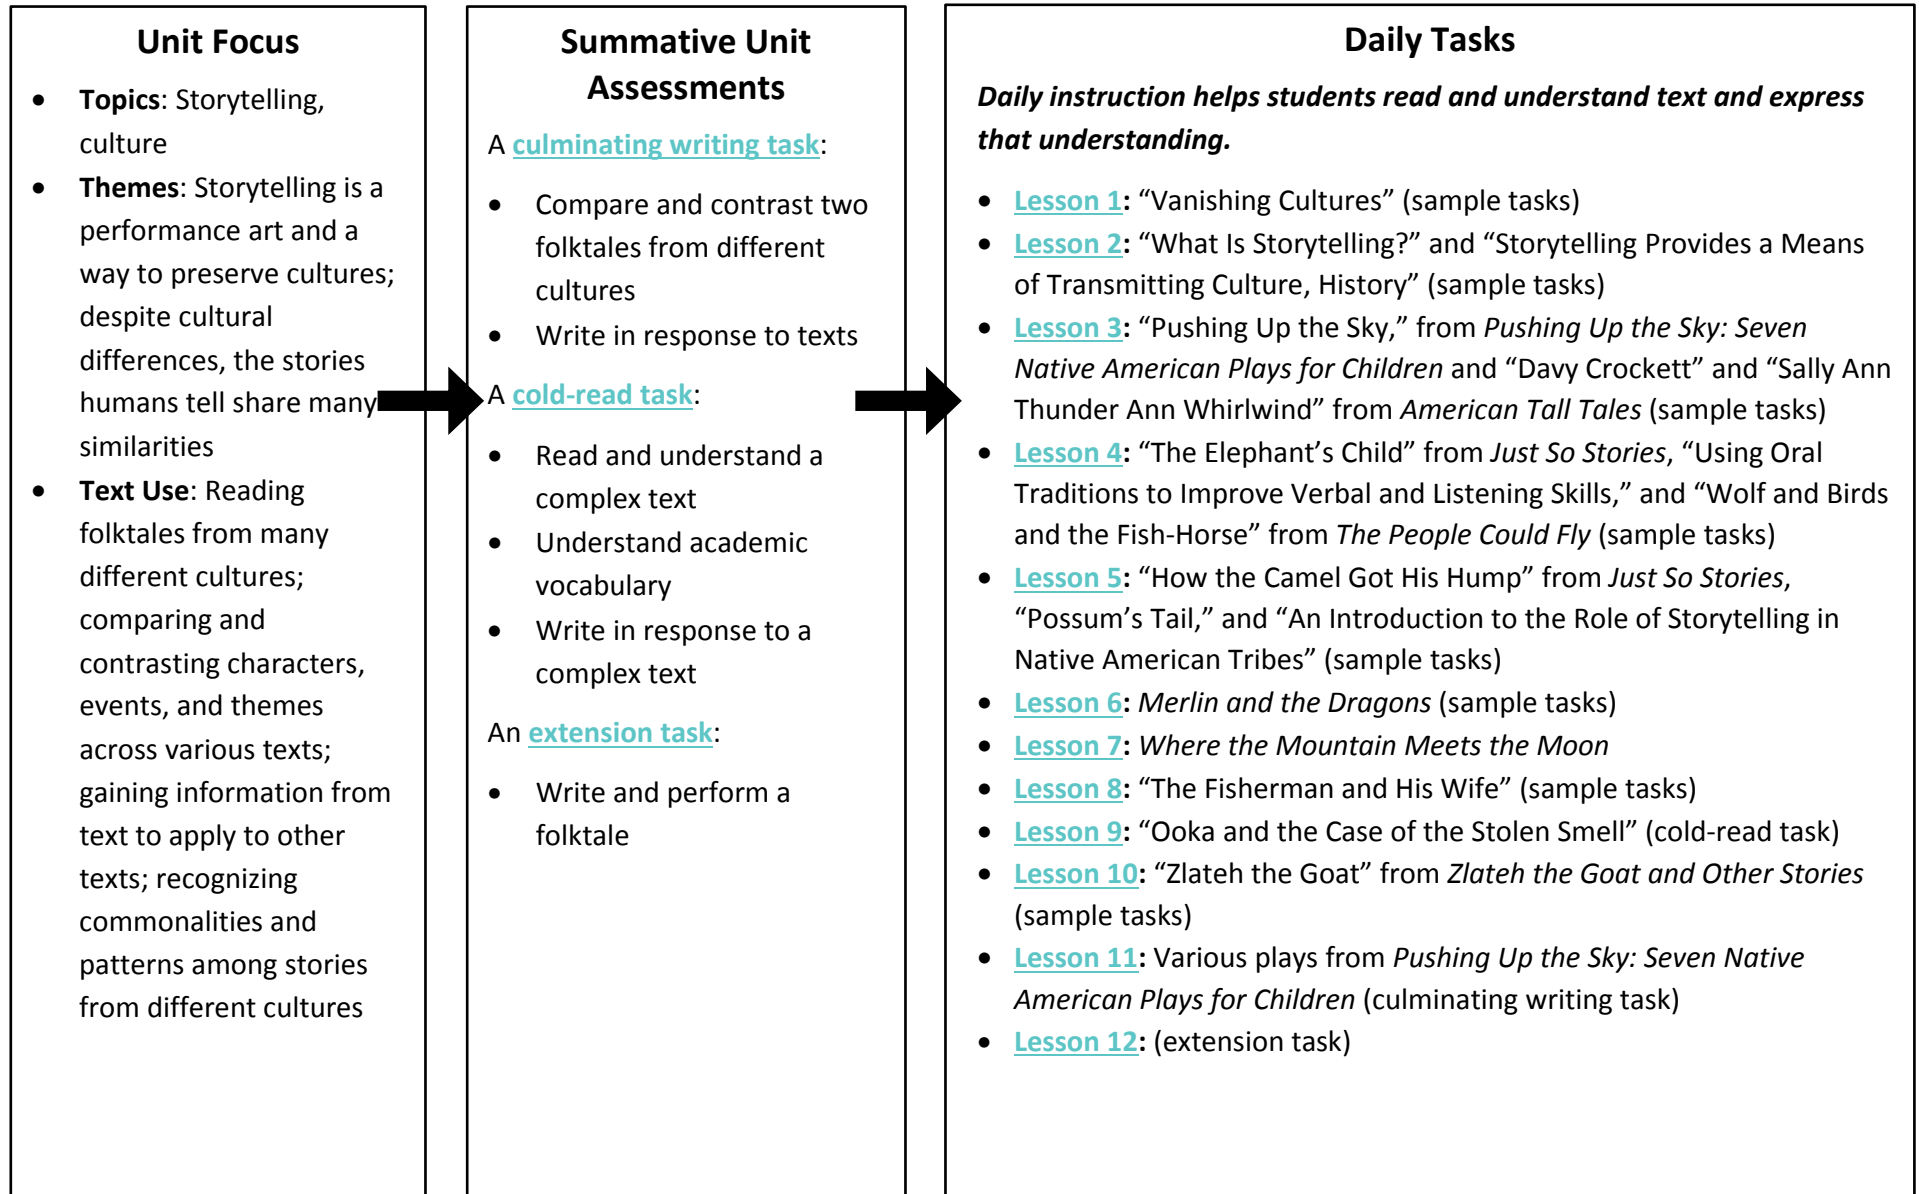 Unit Focus
• Topics: Storytelling,
culture
• Themes: Storytelling is a
performance art and a
way to preserve cultures;
despite cultural
differences, the stories
humans tell share many
similarities
• Text Use: Reading
folktales from many
different cultures;
comparing and
contrasting characters,
events, and themes
across various texts;
gaining information from
text to apply to other
texts; recognizing
commonalities and
patterns among stories
from different cultures
Summative Unit
Assessments
A culminating writing task:
• Compare and contrast two
folktales from different
cultures
• Write in response to texts
A cold-read task:
• Read and understand a
complex text
• Understand academic
vocabulary
• Write in response to a
complex text
An extension task:
• Write and perform a
folktale
Daily Tasks
Daily instruction helps students read and understand text and express
that understanding.
• Lesson 1: “Vanishing Cultures” (sample tasks)
• Lesson 2: “What Is Storytelling?” and “Storytelling Provides a Means
of Transmitting Culture, History” (sample tasks)
• Lesson 3: “Pushing Up the Sky,” from Pushing Up the Sky: Seven
Native American Plays for Children and “Davy Crockett” and “Sally Ann
Thunder Ann Whirlwind” from American Tall Tales (sample tasks)
• Lesson 4: “The Elephant’s Child” from Just So Stories, “Using Oral
Traditions to Improve Verbal and Listening Skills,” and “Wolf and Birds
and the Fish-Horse” from The People Could Fly (sample tasks)
• Lesson 5: “How the Camel Got His Hump” from Just So Stories,
“Possum’s Tail,” and “An Introduction to the Role of Storytelling in
Native American Tribes” (sample tasks)
• Lesson 6: Merlin and the Dragons (sample tasks)
• Lesson 7: Where the Mountain Meets the Moon
• Lesson 8: “The Fisherman and His Wife” (sample tasks)
• Lesson 9: “Ooka and the Case of the Stolen Smell” (cold-read task)
• Lesson 10: “Zlateh the Goat” from Zlateh the Goat and Other Stories
(sample tasks)
• Lesson 11: Various plays from Pushing Up the Sky: Seven Native
American Plays for Children (culminating writing task)
• Lesson 12: (extension task)